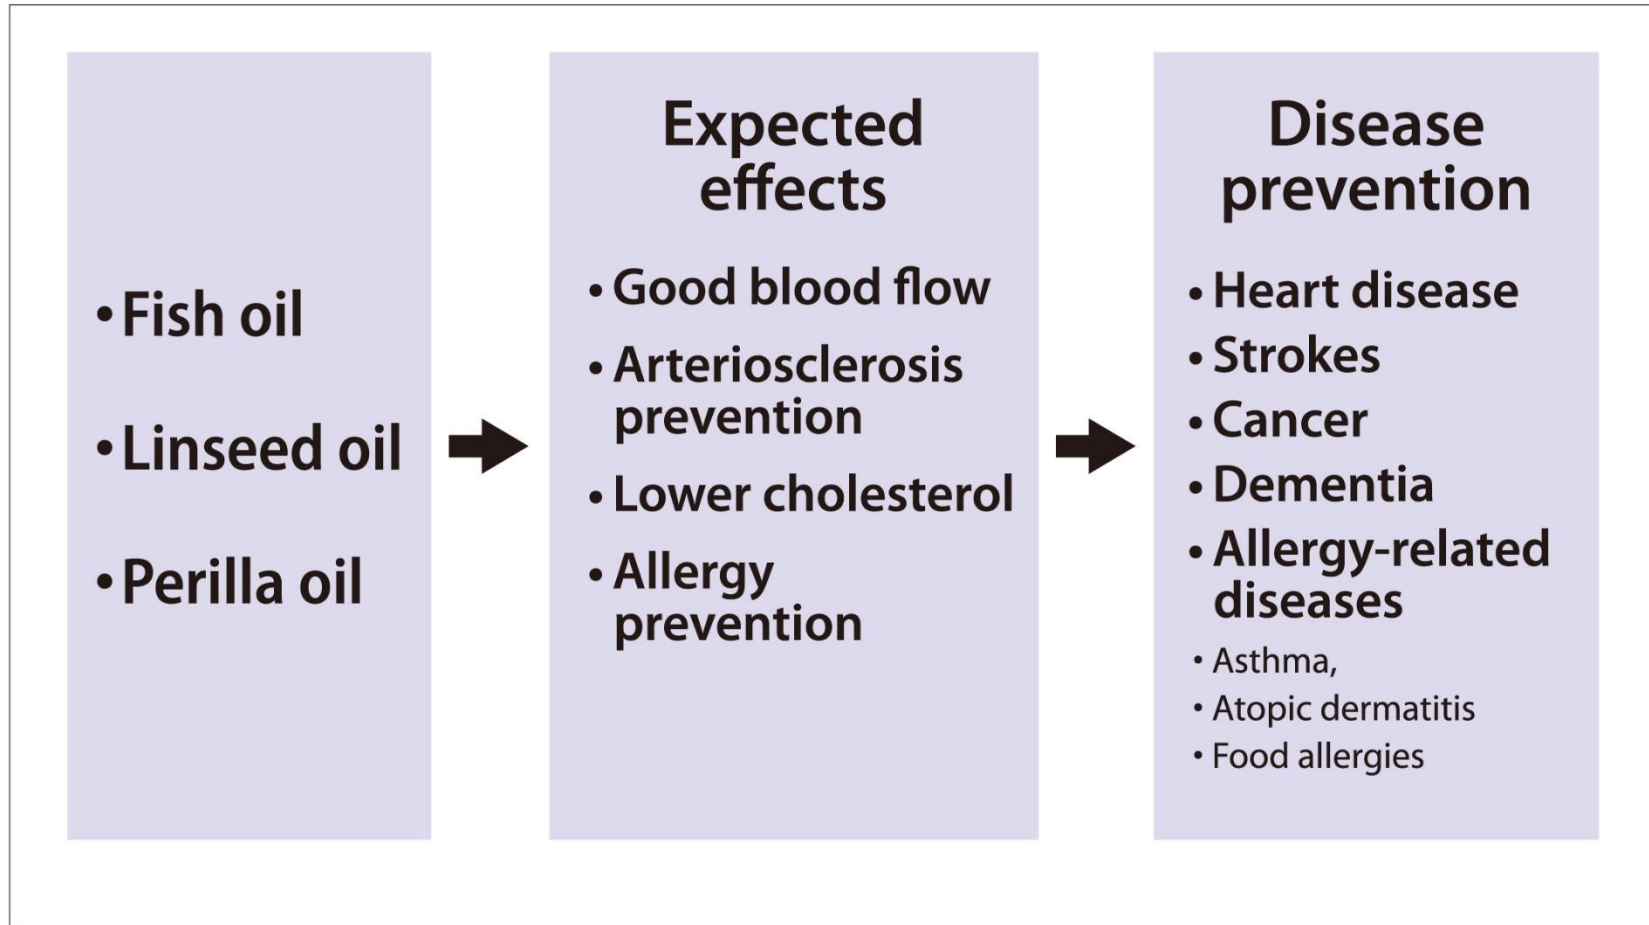 • Fish oil
• Linseed oil
• Perilla oil
Expected
effects
• Good blood flow
• Arteriosclerosis
prevention
• Lower cholesterol
• Allergy
prevention
Disease
prevention
• Heart disease
• Strokes
• Cancer
• Dementia
• Allergy-related
diseases
• Asthma,
• Atopic dermatitis
• Food allergies